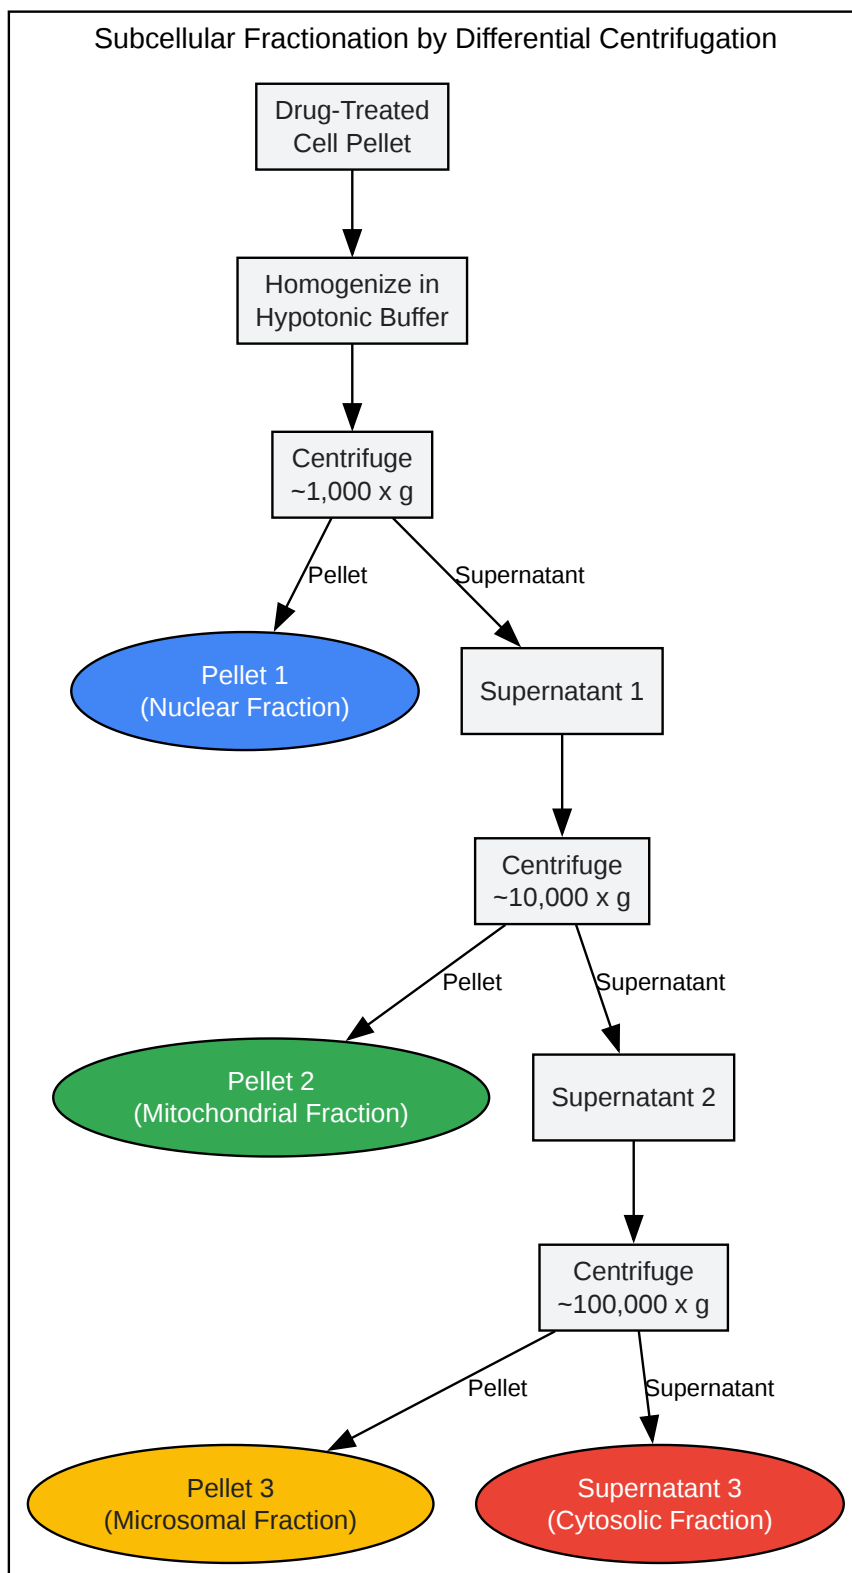 Subcellular Fractionation by Differential Centrifugation
Drug-Treated
Cell Pellet
Homogenize in
Hypotonic Buffer
Centrifuge
~1,000 x g
Pellet
Supernatant
Pellet 1
(Nuclear Fraction)
Supernatant 1
Centrifuge
~10,000 x g
Pellet
Supernatant
Pellet 2
(Mitochondrial Fraction)
Supernatant 2
Centrifuge
~100,000 x g
Pellet
Supernatant
Pellet 3
(Microsomal Fraction)
Supernatant 3
(Cytosolic Fraction)